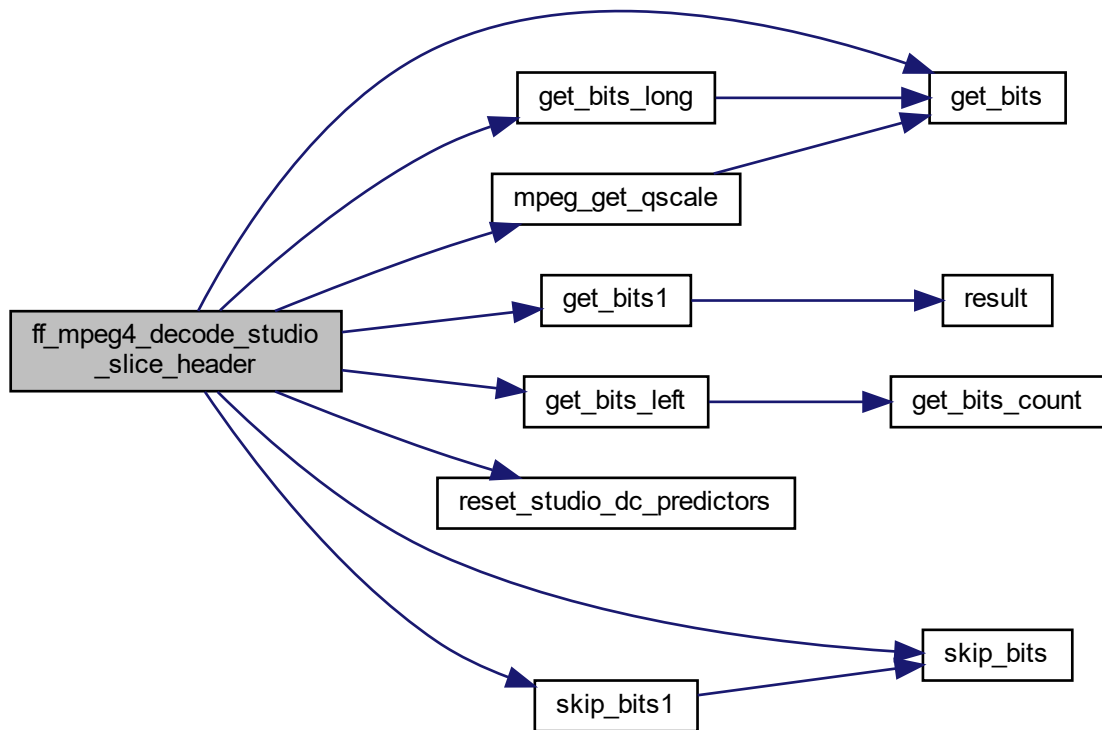 ff_mpeg4_decode_studio
_slice_header
get_bits_long
get_bits
mpeg_get_qscale
get_bits1
result
get_bits_left
get_bits_count
reset_studio_dc_predictors
skip_bits
skip_bits1